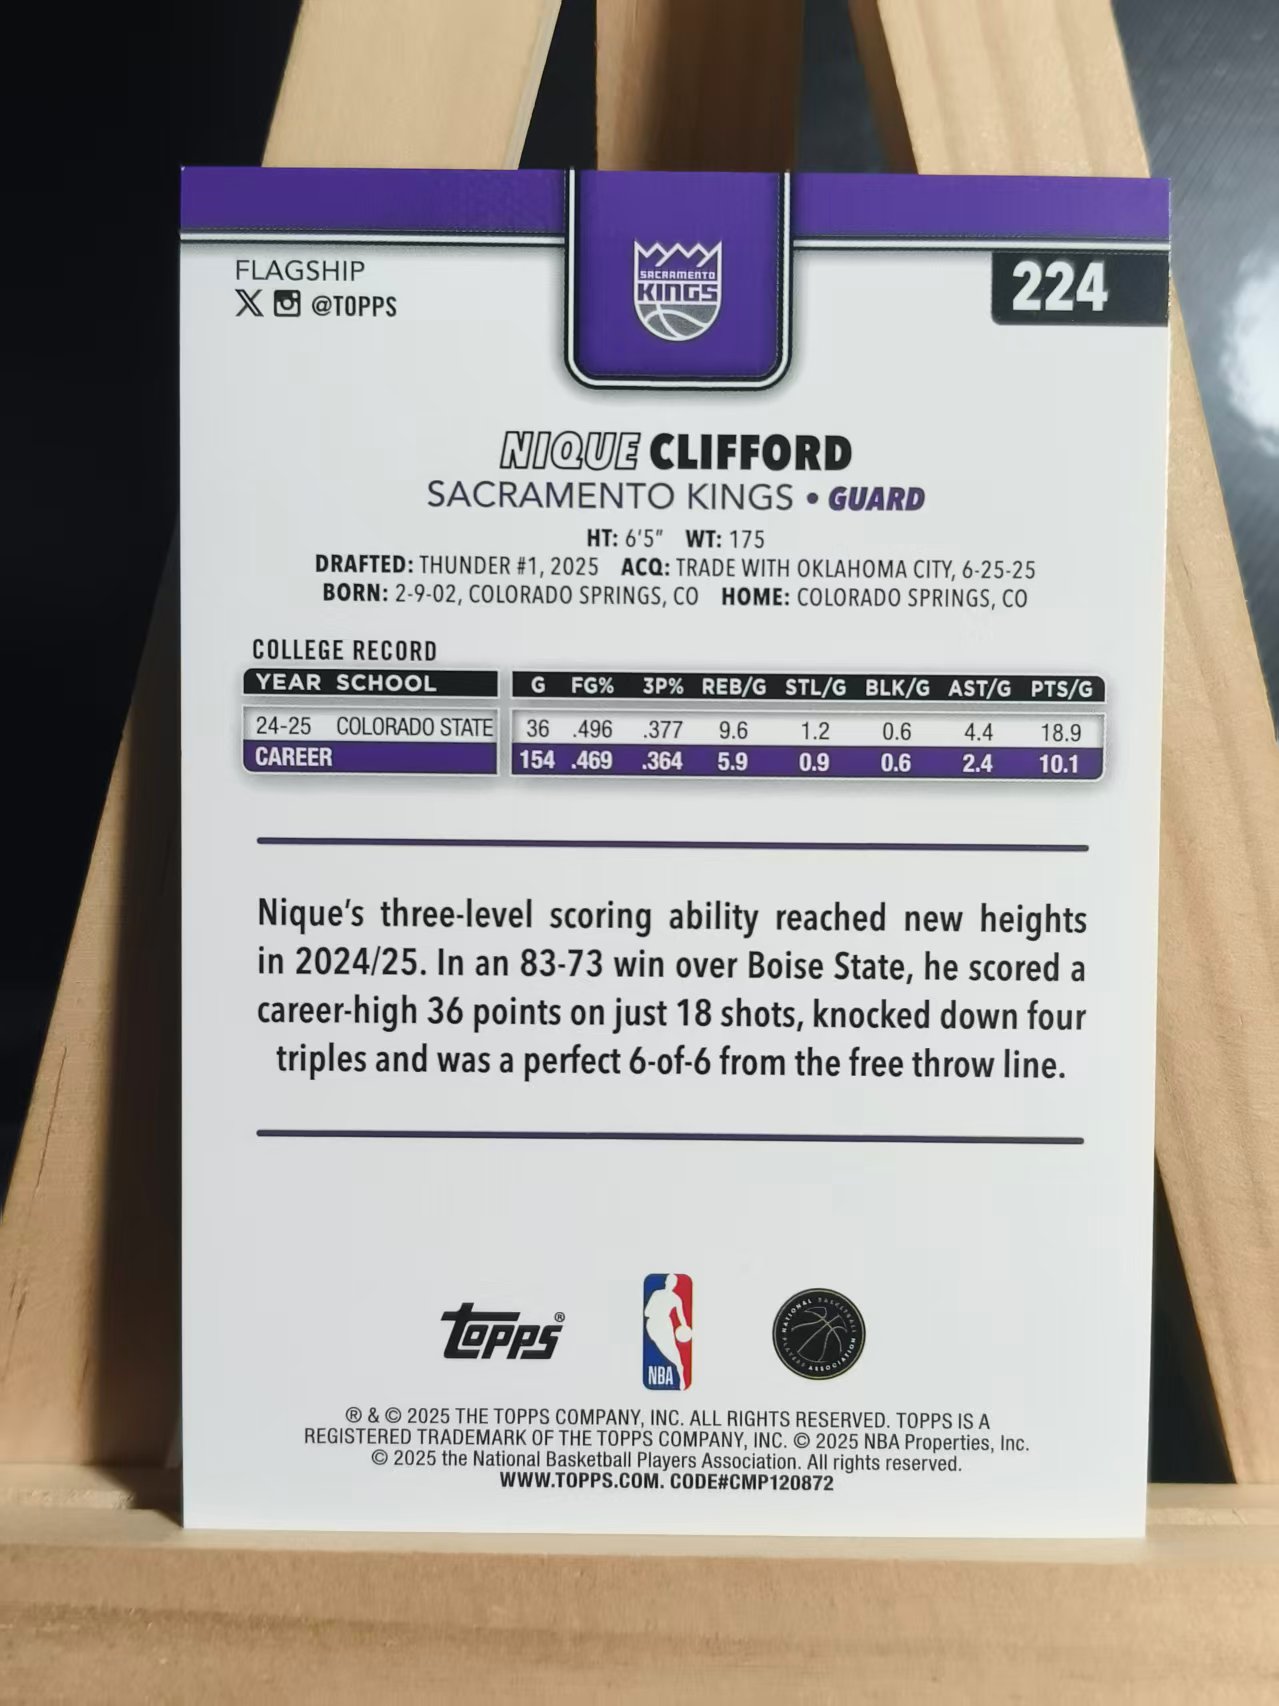 SACRAMENTO
KINGS
FLAGSHIP
@TOPPS
224
NIQUE CLIFFORD
SACRAMENTO KINGS • GUARD
HT: 6'5" WT: 175
DRAFTED: THUNDER #1, 2025 ACQ: TRADE WITH OKLAHOMA CITY, 6-25-25
BORN: 2-9-02, COLORADO SPRINGS, CO HOME: COLORADO SPRINGS, CO
COLLEGE RECORD
YEAR SCHOOL G FG% 3P% REB/G STL/G BLK/G AST/G PTS/G
24-25 COLORADO STATE 36 .496 .377 9.6 1.2 0.6 4.4 18.9
CAREER 154 .469 .364 5.9 0.9 0.6 2.4 10.1
Nique's three-level scoring ability reached new heights
in 2024/25. In an 83-73 win over Boise State, he scored a
career-high 36 points on just 18 shots, knocked down four
triples and was a perfect 6-of-6 from the free throw line.
topps®
NBA
NATIONAL BASKETBALL PLAYERS ASSOCIATION
® & © 2025 THE TOPPS COMPANY, INC. ALL RIGHTS RESERVED. TOPPS IS A
REGISTERED TRADEMARK OF THE TOPPS COMPANY, INC. © 2025 NBA Properties, Inc.
© 2025 the National Basketball Players Association. All rights reserved.
WWW.TOPPS.COM. CODE#CMP120872